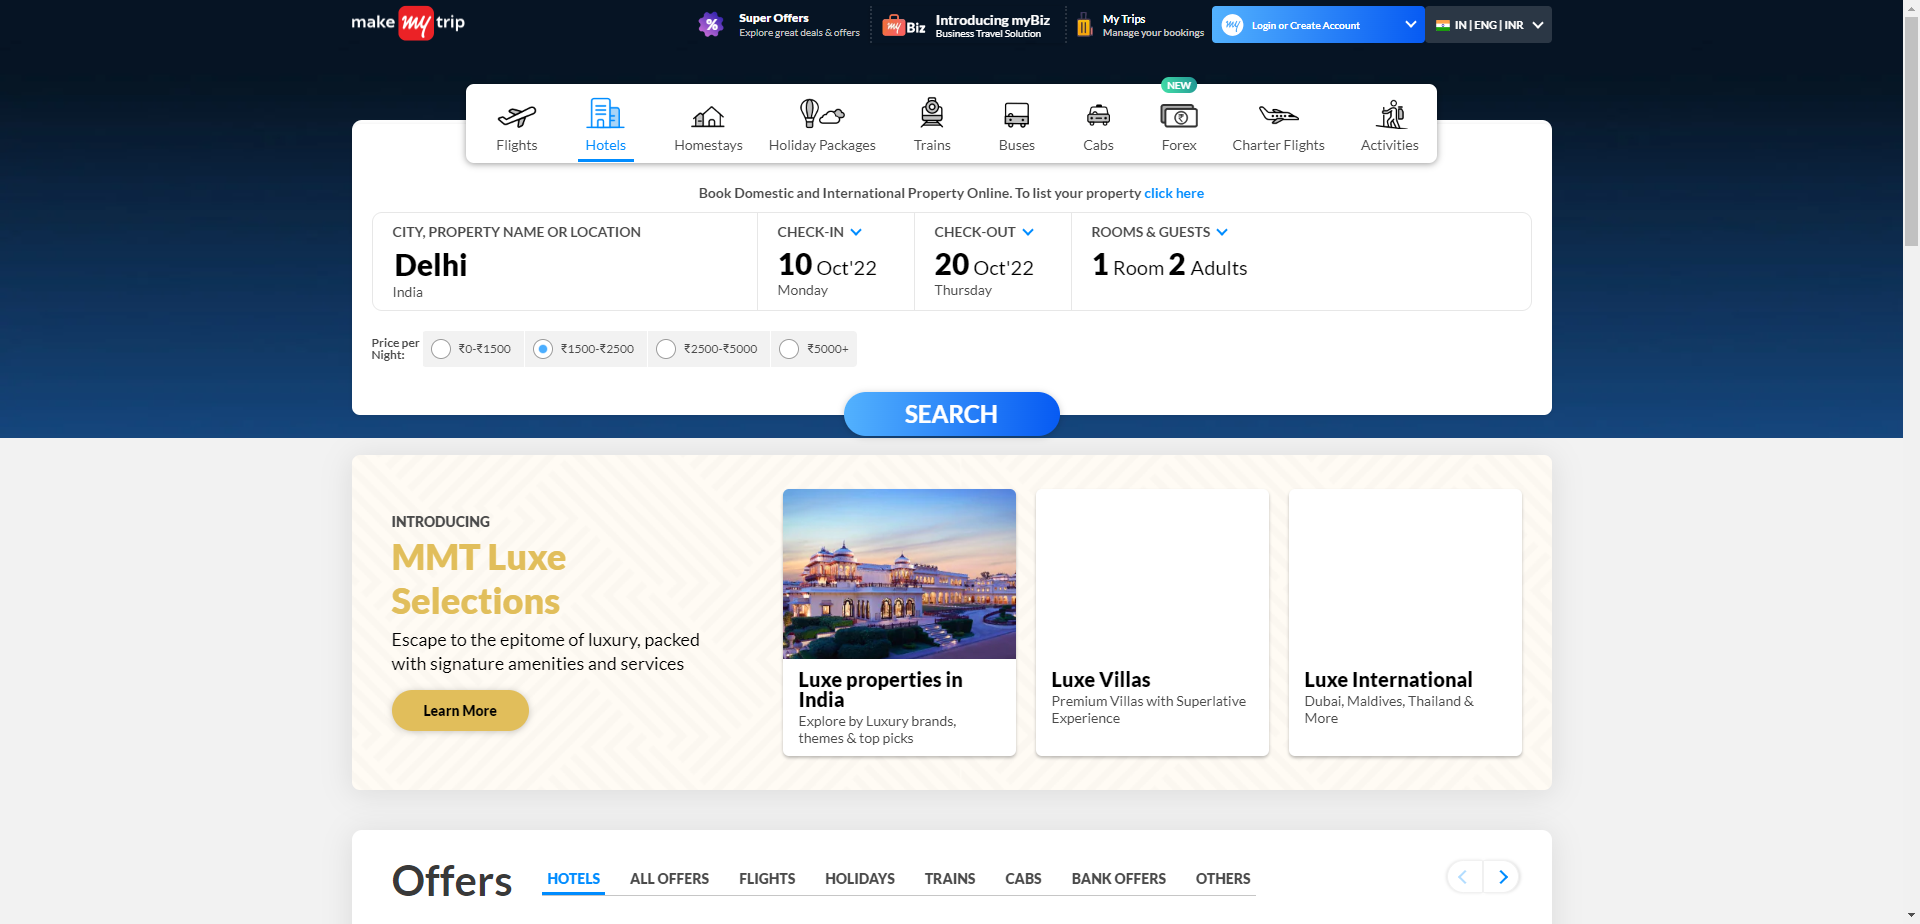 make my trip
%
Super Offers
Explore great deals & offers
my Biz
Introducing myBiz
Business Travel Solution
My Trips
Manage your bookings
my
Login or Create Account
IN | ENG | INR
NEW
Flights
Hotels
Homestays
Holiday Packages
Trains
Buses
Cabs
₹
Forex
Charter Flights
Activities
Book Domestic and International Property Online. To list your property click here
CITY, PROPERTY NAME OR LOCATION
Delhi
India
CHECK-IN
10 Oct'22
Monday
CHECK-OUT
20 Oct'22
Thursday
ROOMS & GUESTS
1 Room 2 Adults
Price per
Night:
₹0-₹1500
₹1500-₹2500
₹2500-₹5000
₹5000+
SEARCH
INTRODUCING
MMT Luxe
Selections
Escape to the epitome of luxury, packed
with signature amenities and services
Learn More
Luxe properties in
India
Explore by Luxury brands,
themes & top picks
Luxe Villas
Premium Villas with Superlative
Experience
Luxe International
Dubai, Maldives, Thailand &
More
Offers
HOTELS
ALL OFFERS
FLIGHTS
HOLIDAYS
TRAINS
CABS
BANK OFFERS
OTHERS